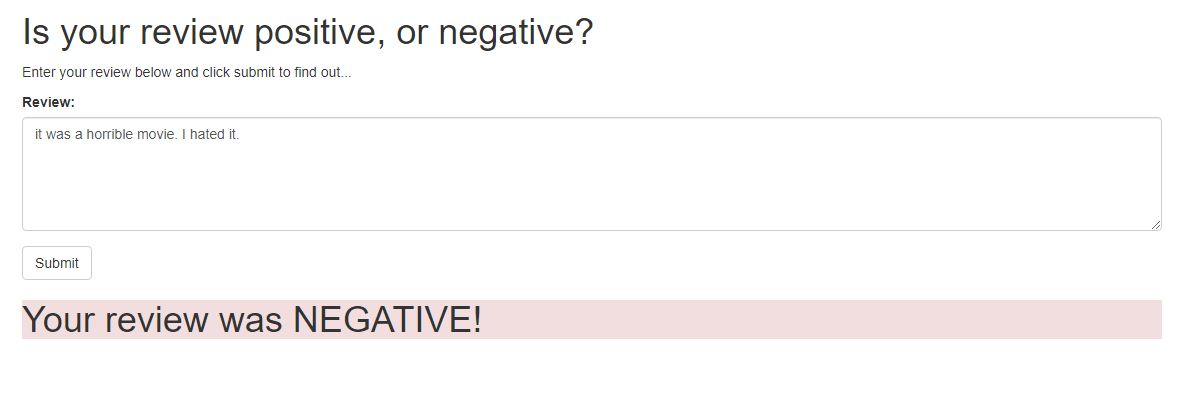 Is your review positive, or negative?
Enter your review below and click submit to find out...
Review:
it was a horrible movie. I hated it.
Submit
Your review was NEGATIVE!